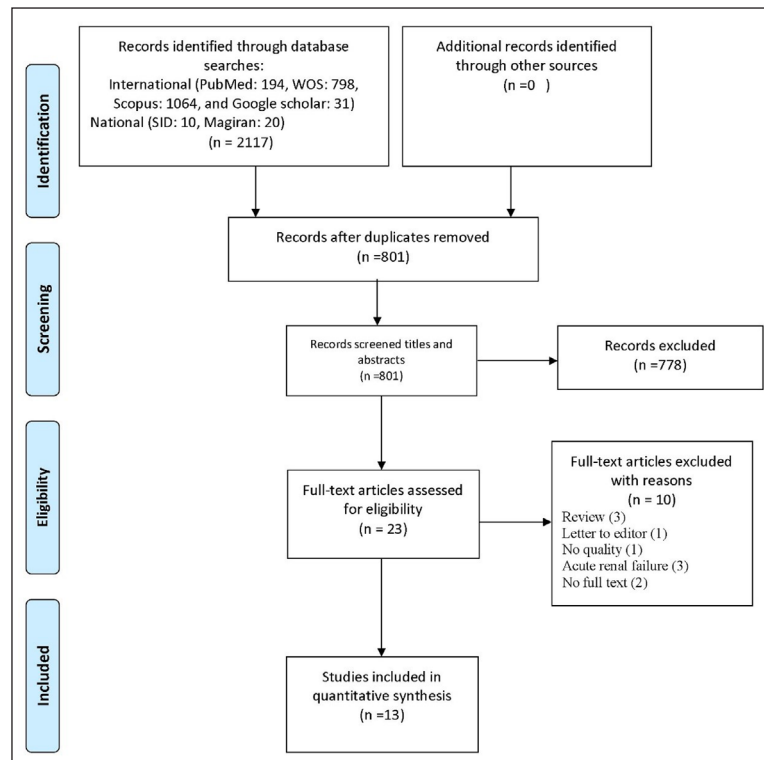 Records identified through database
searches:
International (PubMed: 194, WOS: 798,
Scopus: 1064, and Google scholar: 31)
National (SID: 10, Magiran: 20)
(n = 2117)
Additional records identified
through other sources
(n =0   )
Identification
Records after duplicates removed
(n =801)
Screening
Records screened titles and
abstracts
(n =801)
Records excluded
(n =778)
Eligibility
Full-text articles assessed
for eligibility
(n = 23)
Full-text articles excluded
with reasons
(n = 10)
Review (3)
Letter to editor (1)
No quality (1)
Acute renal failure (3)
No full text (2)
Included
Studies included in
quantitative synthesis
(n =13)